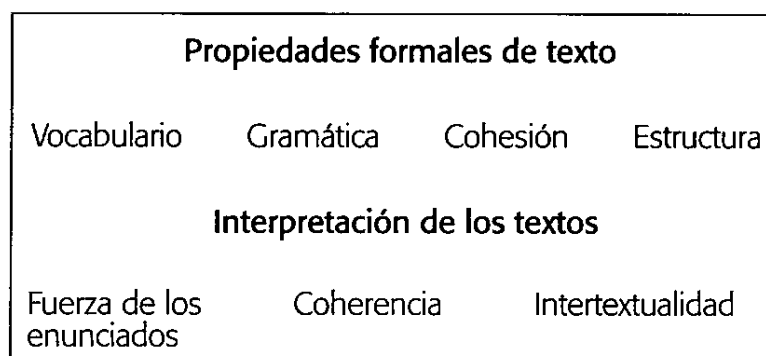 Propiedades formales de texto
Vocabulario Gramática Cohesión Estructura
Interpretación de los textos
Fuerza de los enunciados Coherencia Intertextualidad